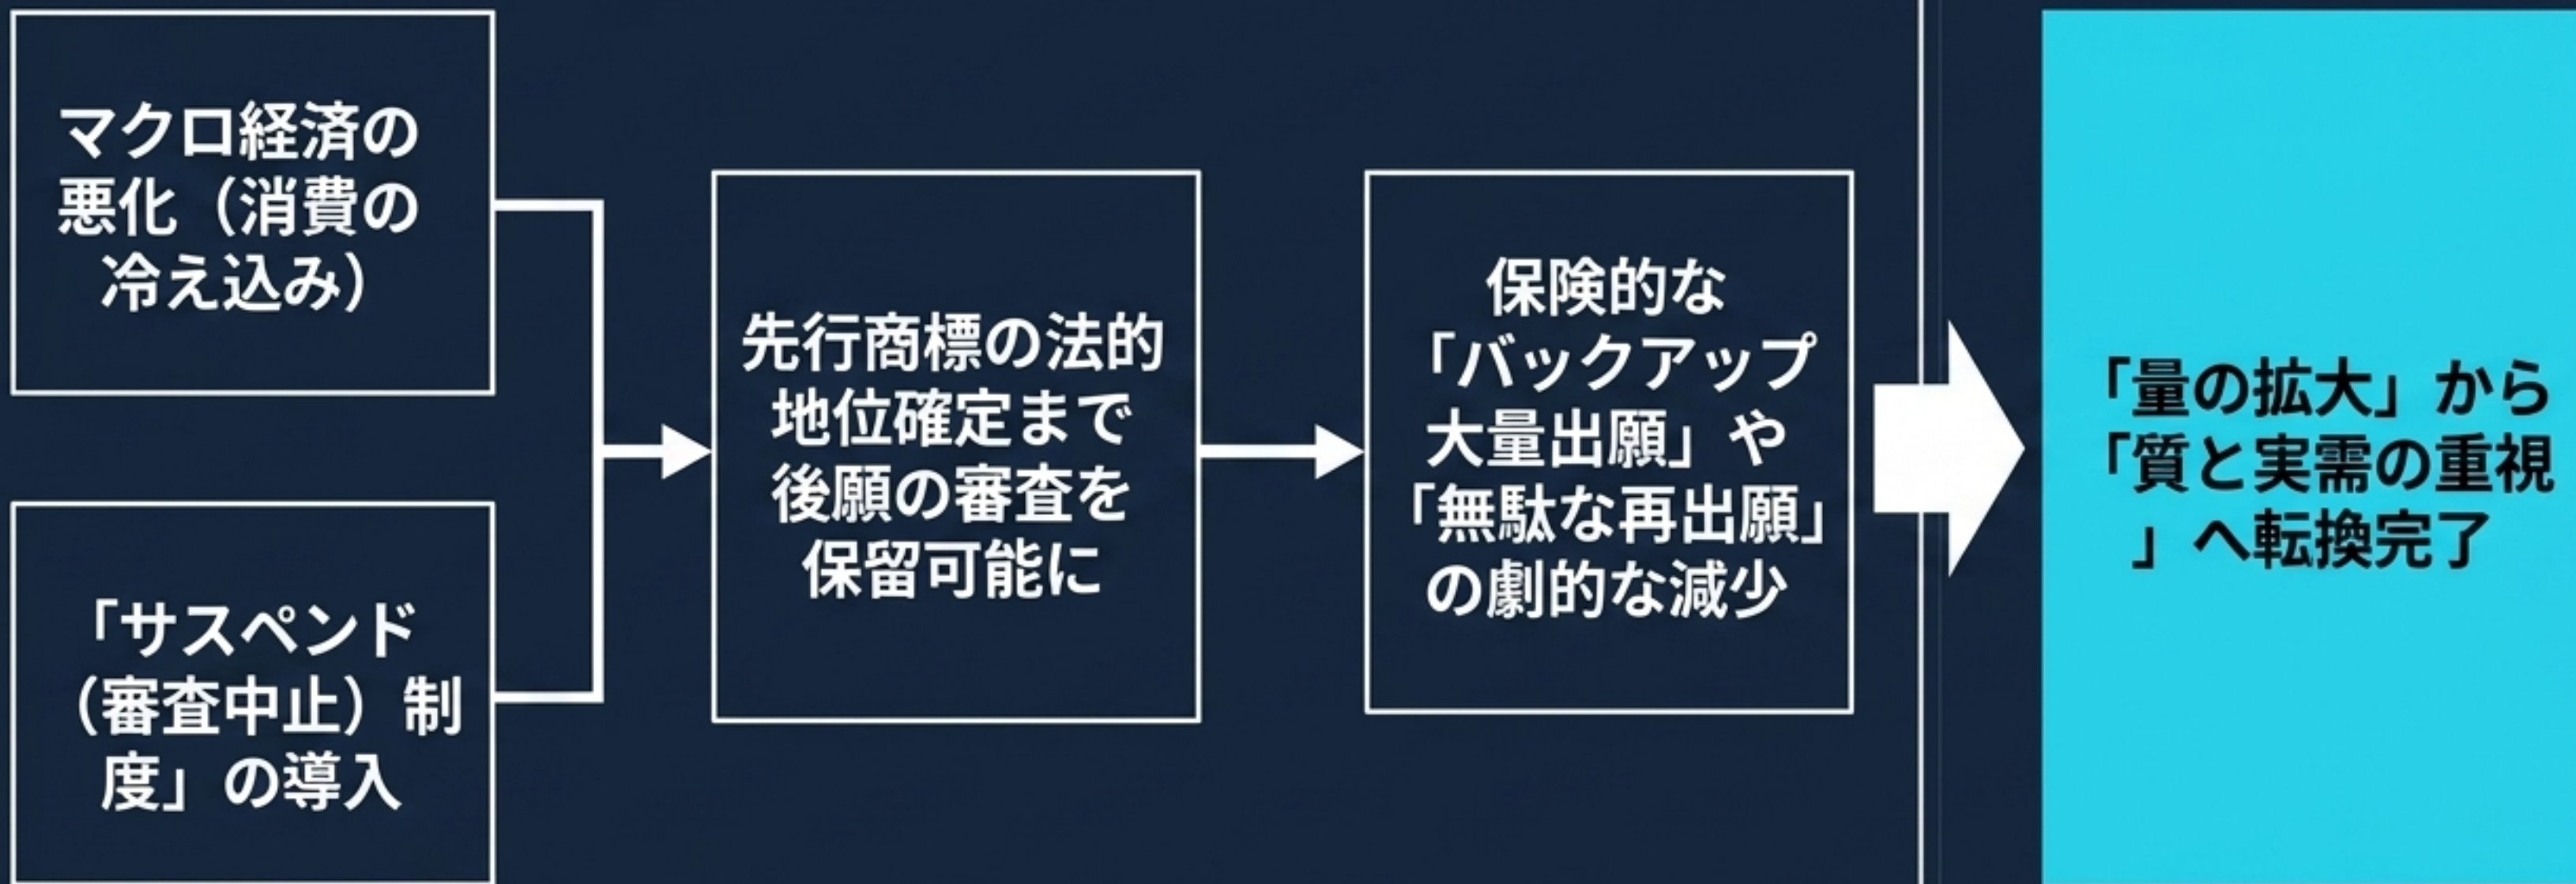 マクロ経済の
悪化（消費の
冷え込み）
「サスペンド
（審査中止）制
度」の導入
先行商標の法的
地位確定まで
後願の審査を
保留可能に
保険的な
「バックアップ
大量出願」や
「無駄な再出願」
の劇的な減少
「量の拡大」から
「質と実需の重視
」へ転換完了